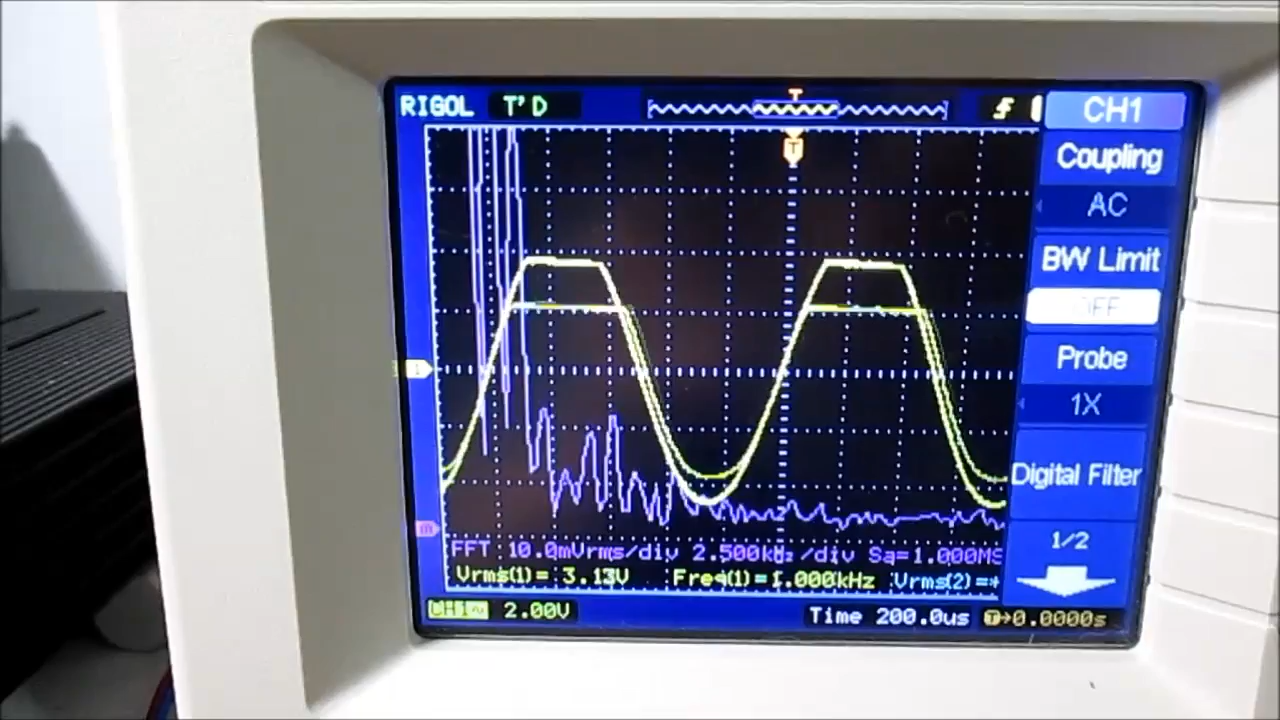 RIGOL T'D T CH1
T
Coupling
AC
BW Limit
OFF
Probe
1X
Digital Filter
1/2
FFT 10.0mVrms/div 2.500kHz/div Sa=1.000MS
Vrms(1)= 3.13V Freq(1)=1.000kHz Vrms(2)=*
CH1 2.00V Time 200.0us T→0.0000s